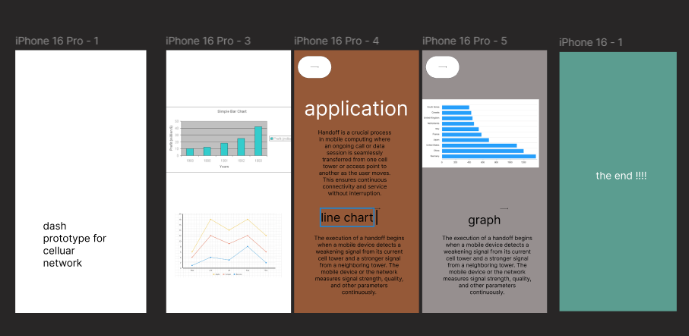 iPhone 16 Pro - 1
dash
prototype for
celluar
network
iPhone 16 Pro - 3
Simple Bar Chart
Years
iPhone 16 Pro - 4
application
Handoff is a crucial process
in mobile computing where
an ongoing call or data
session is seamlessly
transferred from one cell
tower or access point to
another as the user moves.
This ensures continuous
connectivity and service
without interruption.
line chart
The execution of a handoff begins
when a mobile device detects a
weakening signal from its current
cell tower and a stronger signal
from a neighboring tower. The
mobile device or the network
measures signal strength, quality,
and other parameters
continuously.
iPhone 16 Pro - 5
graph
The execution of a handoff begins
when a mobile device detects a
weakening signal from its current
cell tower and a stronger signal
from a neighboring tower. The
mobile device or the network
measures signal strength, quality,
and other parameters
continuously.
iPhone 16 - 1
the end !!!!